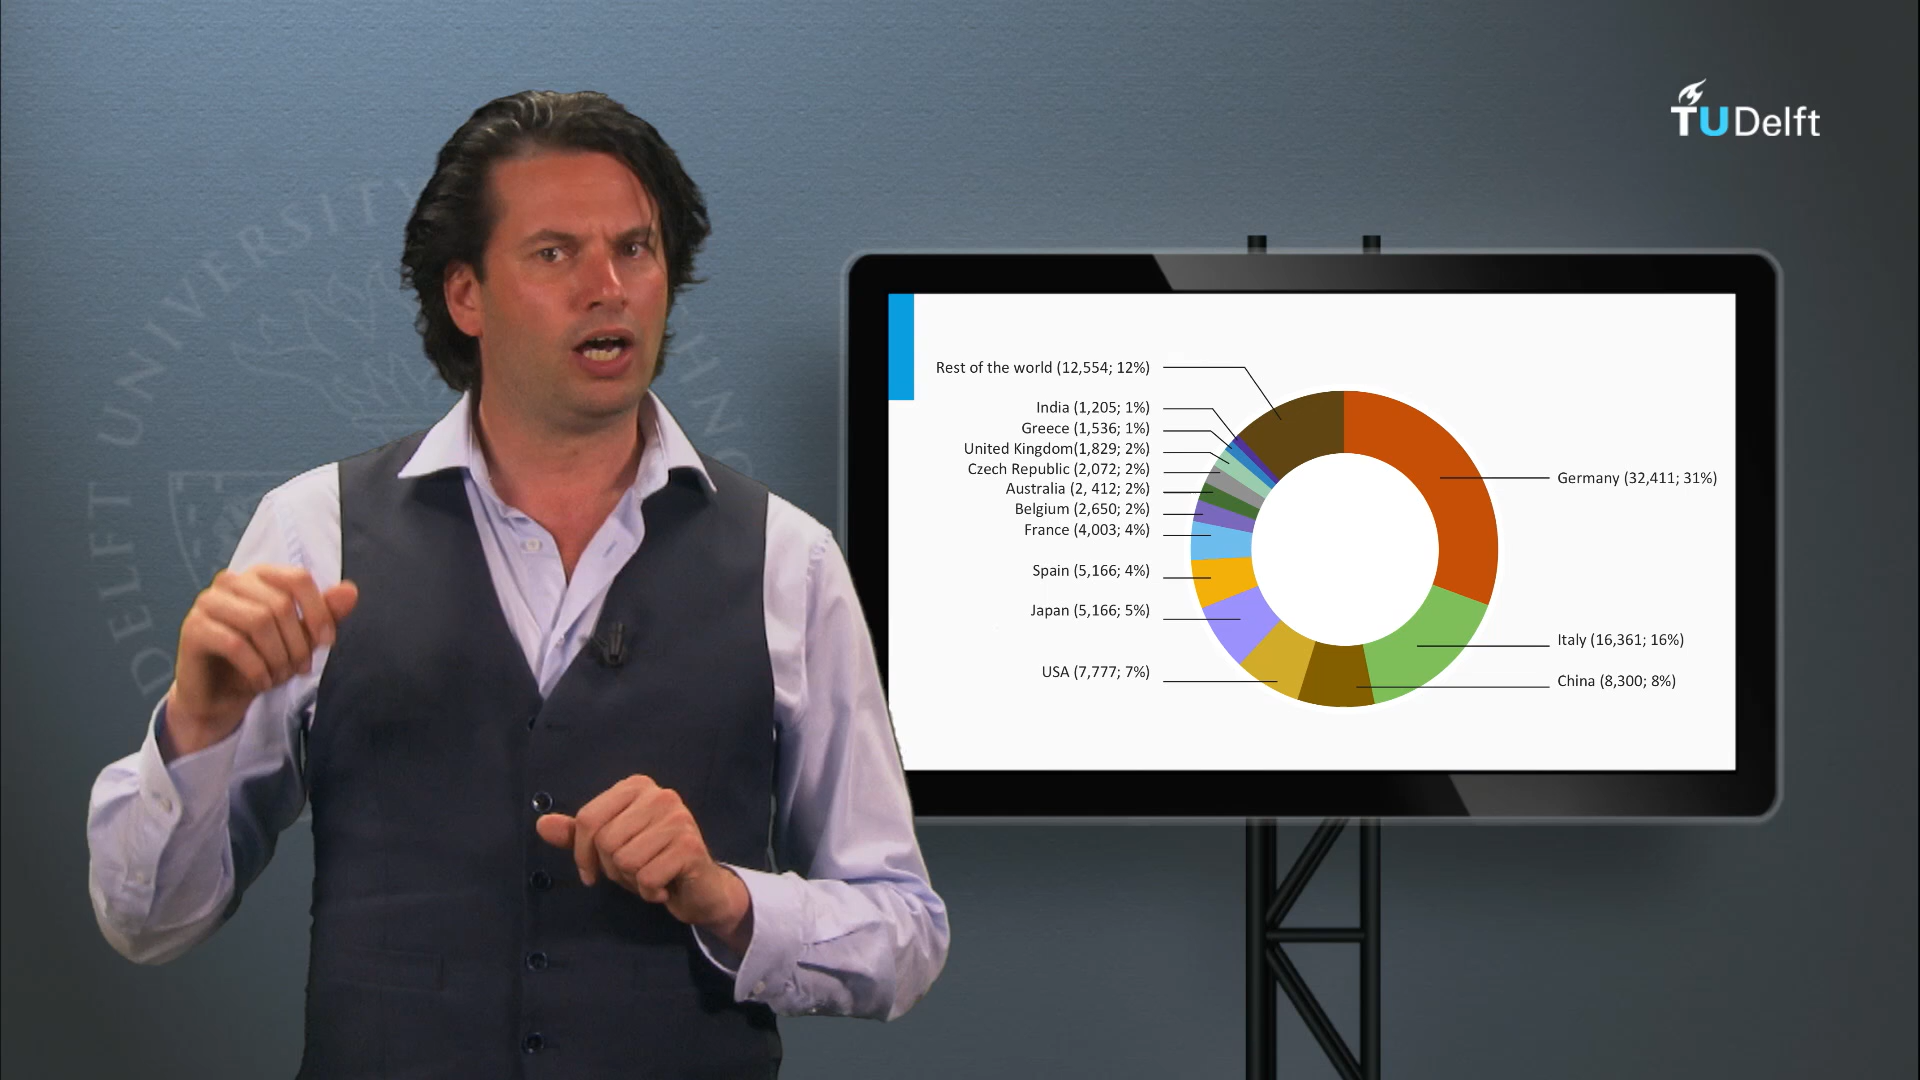 TUDelft
DELFT UNIVERSITY
Rest of the world (12,554; 12%)
India (1,205; 1%)
Greece (1,536; 1%)
United Kingdom(1,829; 2%)
Czech Republic (2,072; 2%)
Australia (2, 412; 2%)
Belgium (2,650; 2%)
France (4,003; 4%)
Spain (5,166; 4%)
Japan (5,166; 5%)
USA (7,777; 7%)
Germany (32,411; 31%)
Italy (16,361; 16%)
China (8,300; 8%)